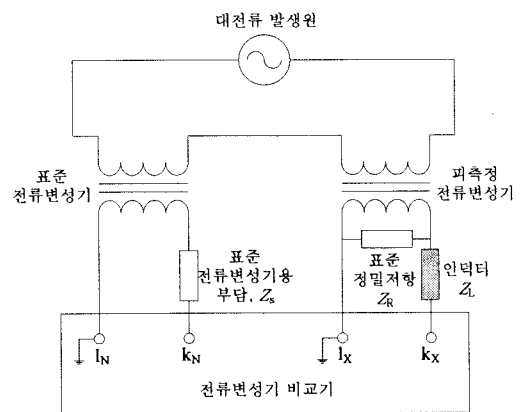 대전류 발생원
표준
전류변성기
피측정
전류변성기
표준
전류변성기용
부담, Zs
표준
정밀저항
ZR
인덕터
ZL
lN
kN
lX
kX
전류변성기 비교기